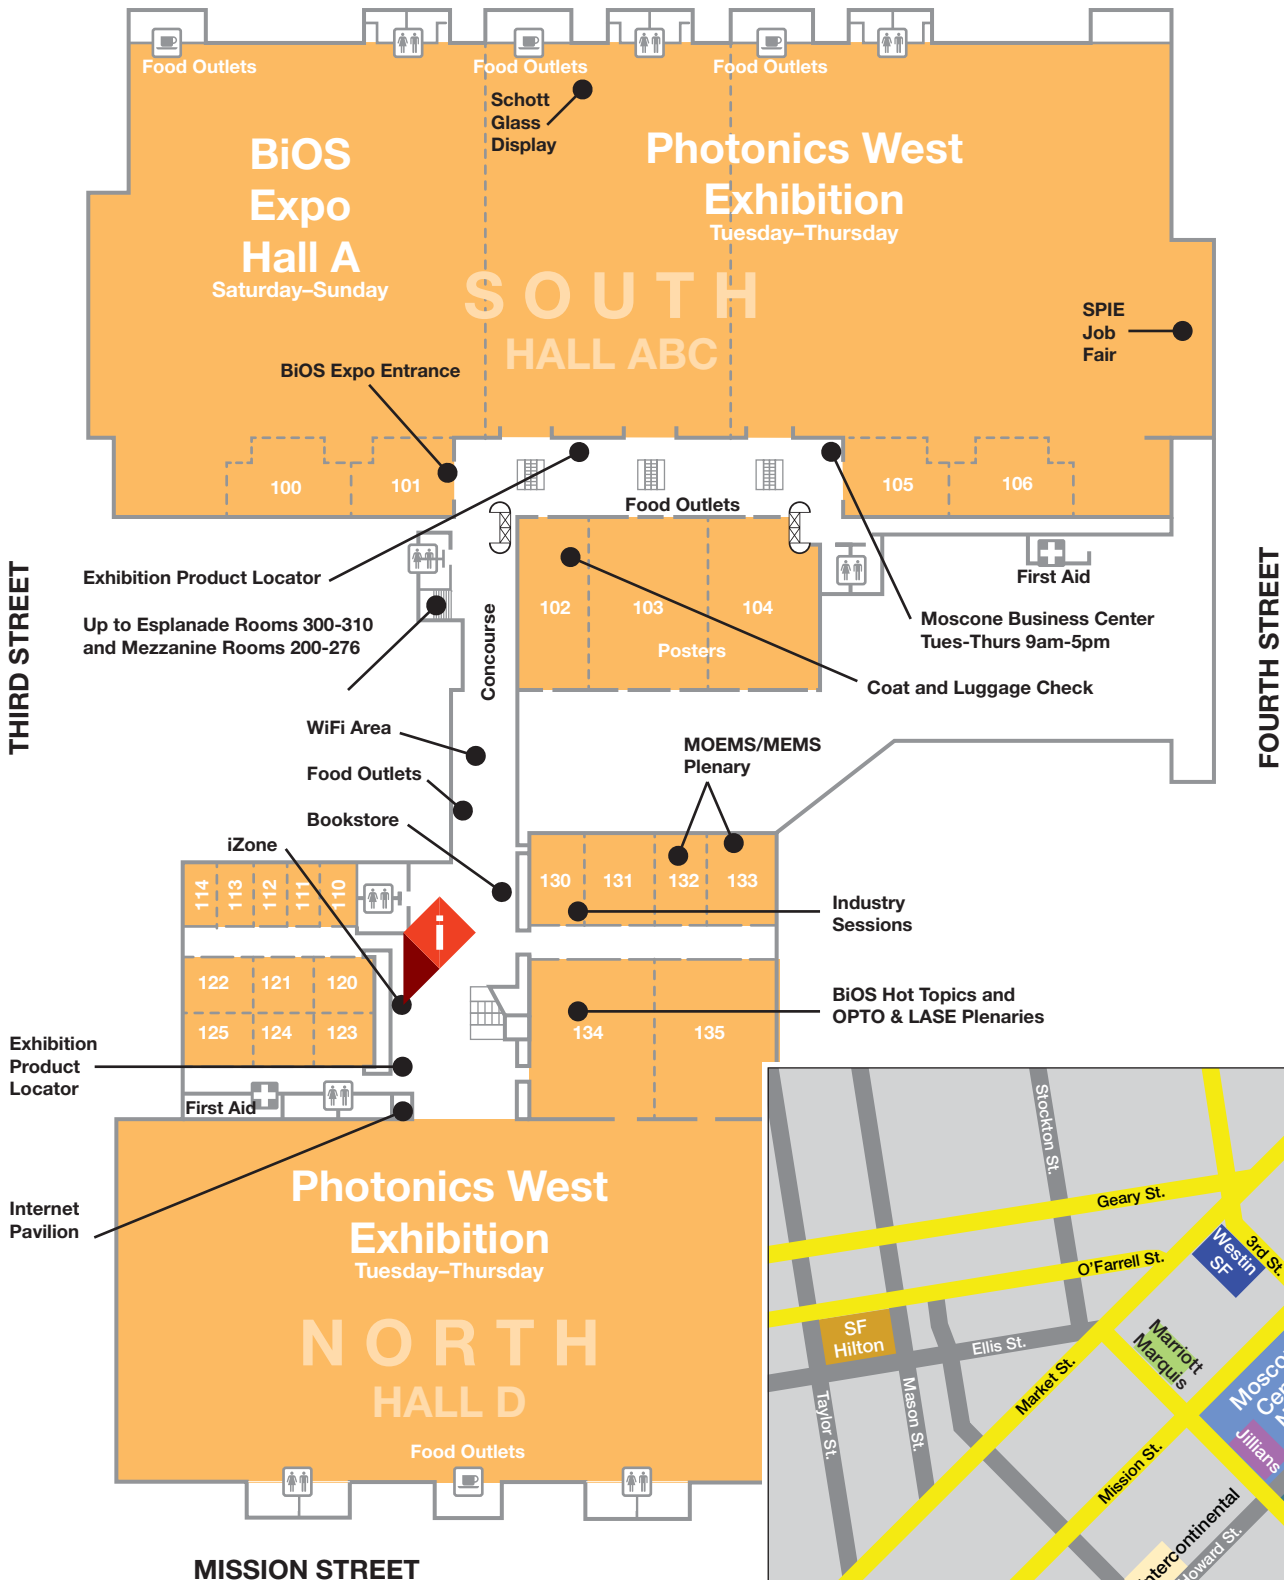 Food Outlets
Food Outlets
Food Outlets
Schott
Glass
Display
BiOS
Expo
Hall A
Saturday–Sunday
Photonics West
Exhibition
Tuesday–Thursday
SOUTH
HALL ABC
SPIE
Job
Fair
BiOS Expo Entrance
100
101
105
106
Food Outlets
First Aid
Exhibition Product Locator
Up to Esplanade Rooms 300-310
and Mezzanine Rooms 200-276
102
103
104
Posters
Moscone Business Center
Tues-Thurs 9am-5pm
Coat and Luggage Check
THIRD STREET
FOURTH STREET
Concourse
WiFi Area
Food Outlets
Bookstore
iZone
MOEMS/MEMS
Plenary
114
113
112
111
110
130
131
132
133
Industry
Sessions
i
122
121
120
125
124
123
134
135
BiOS Hot Topics and
OPTO & LASE Plenaries
Exhibition
Product
Locator
First Aid
Internet
Pavilion
Photonics West
Exhibition
Tuesday–Thursday
NORTH
HALL D
Food Outlets
MISSION STREET
Stockton St.
Geary St.
O'Farrell St.
3rd St.
Westin
SF
SF
Hilton
Ellis St.
Marriott
Marquis
Market St.
Taylor St.
Mason St.
Mission St.
Jillians
Howard St.